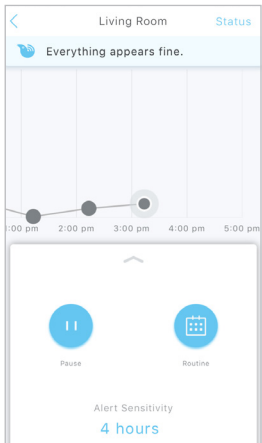 Living Room Status
Everything appears fine.
:00 pm 2:00 pm 3:00 pm 4:00 pm 5:00 pm
Pause Routine
Alert Sensitivity
4 hours